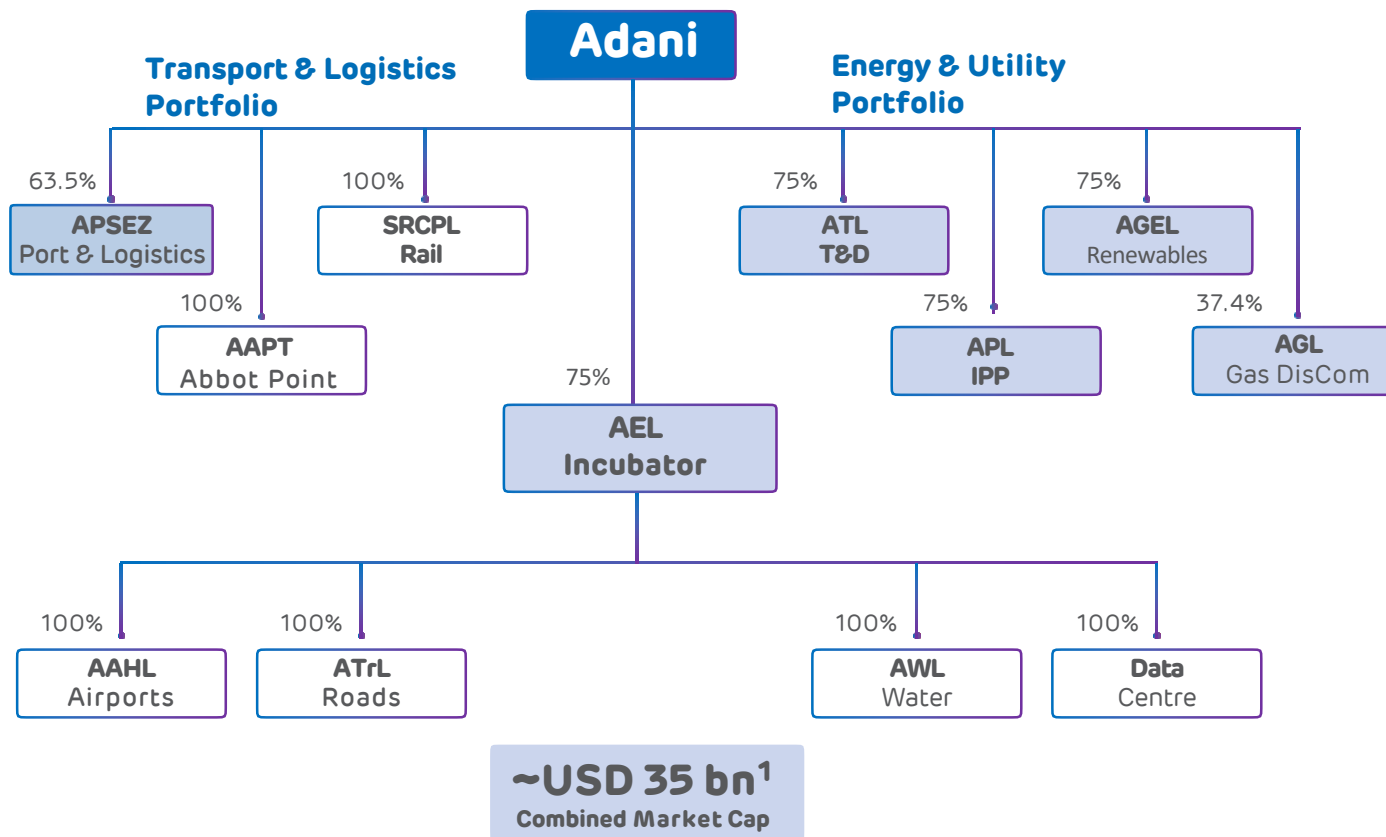 Adani
Transport & Logistics
Portfolio
Energy & Utility
Portfolio
63.5%
APSEZ
Port & Logistics
100%
SRCPL
Rail
75%
ATL
T&D
75%
AGEL
Renewables
100%
AAPT
Abbot Point
75%
APL
IPP
37.4%
AGL
Gas DisCom
75%
AEL
Incubator
100%
AAHL
Airports
100%
ATrL
Roads
100%
AWL
Water
100%
Data
Centre
~USD 35 bn¹
Combined Market Cap